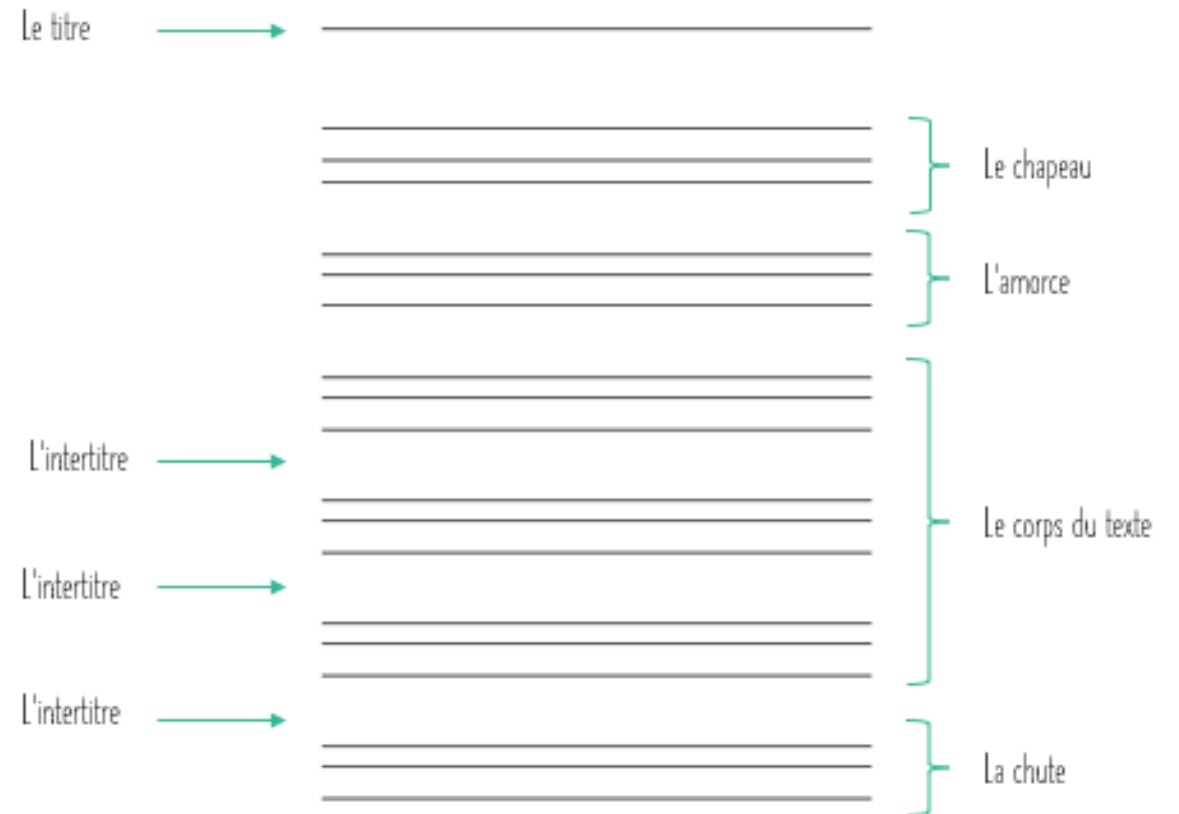 Le titre
Le chapeau
L'amorce
L'intertitre
Le corps du texte
L'intertitre
L'intertitre
La chute